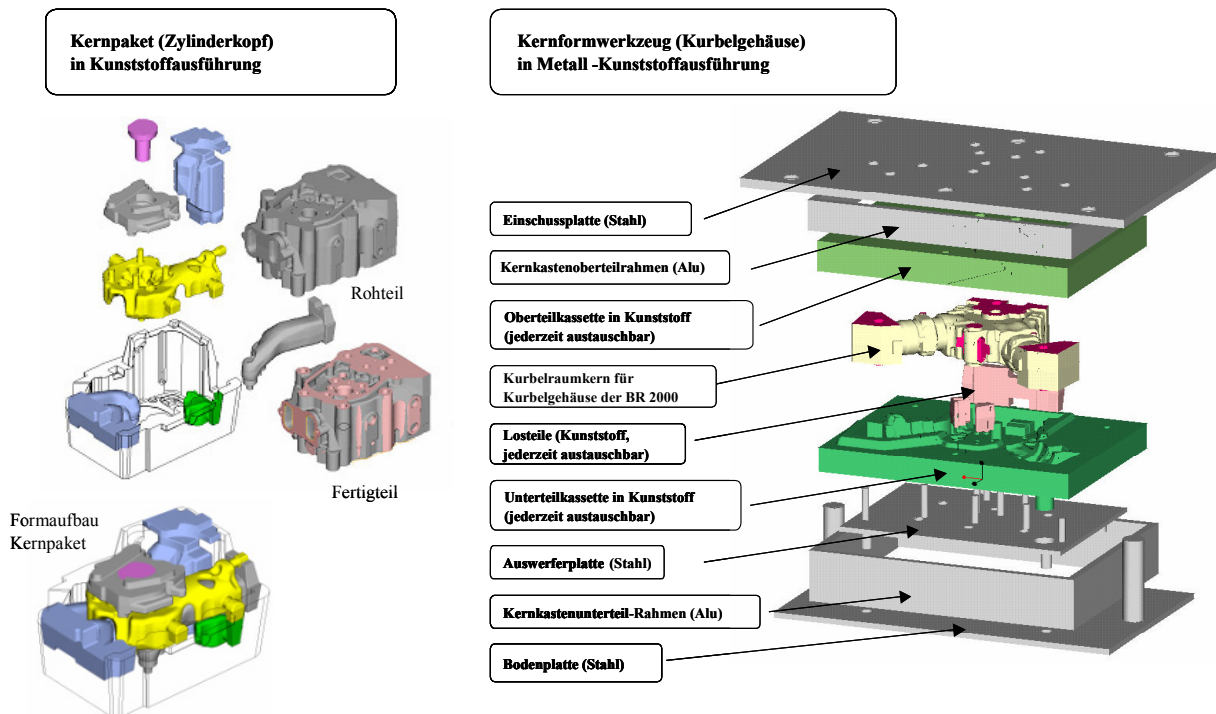 Kernpaket (Zylinderkopf)
in Kunststoffausführung
Rohteil
Fertigteil
Formaufbau
Kernpaket
Kernformwerkzeug (Kurbelgehäuse)
in Metall -Kunststoffausführung
Einschussplatte (Stahl)
Kernkastenoberteilrahmen (Alu)
Oberteilkassette in Kunststoff
(jederzeit austauschbar)
Kurbelraumkern für
Kurbelgehäuse der BR 2000
Losteile (Kunststoff,
jederzeit austauschbar)
Unterteilkassette in Kunststoff
(jederzeit austauschbar)
Auswerferplatte (Stahl)
Kernkastenunterteil-Rahmen (Alu)
Bodenplatte (Stahl)